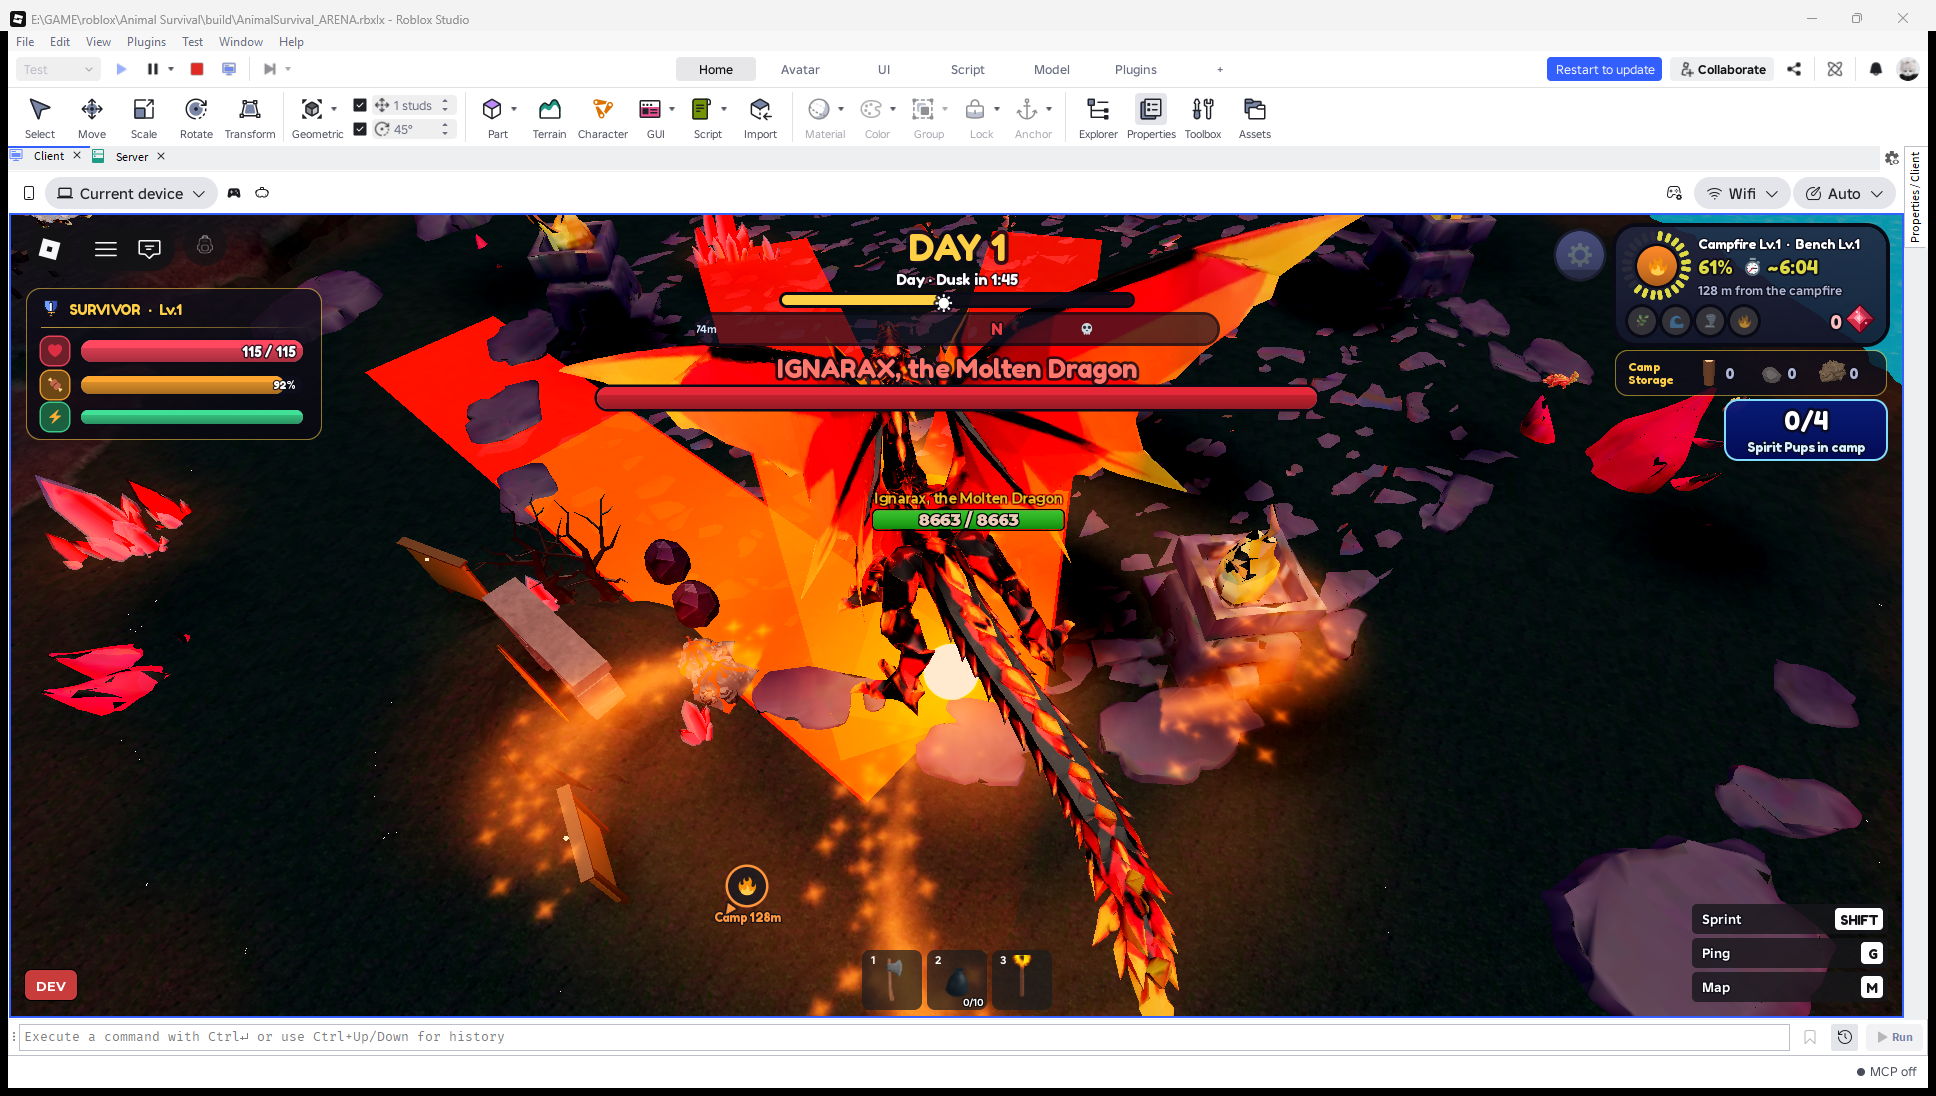 E:\GAME\roblox\Animal Survival\build\AnimalSurvival_ARENA.rbxlx - Roblox Studio
File Edit View Plugins Test Window Help
Test
Home Avatar UI Script Model Plugins +
Restart to update
Collaborate
1 studs
45°
Select Move Scale Rotate Transform Geometric Part Terrain Character GUI Script Import Material Color Group Lock Anchor Explorer Properties Toolbox Assets
Client Server
Properties / Client
Current device
Wifi
Auto
DAY 1
Day · Dusk in 1:45
74m
N
IGNARAX, the Molten Dragon
SURVIVOR · Lv.1
115 / 115
92%
Campfire Lv.1 · Bench Lv.1
61% ~6:04
128 m from the campfire
0
Camp Storage
0 0 0
0/4
Spirit Pups in camp
Ignarax, the Molten Dragon
8663 / 8663
Camp 128m
1 2 3
0/10
DEV
Sprint SHIFT
Ping G
Map M
Execute a command with Ctrl↵ or use Ctrl+Up/Down for history
Run
MCP off